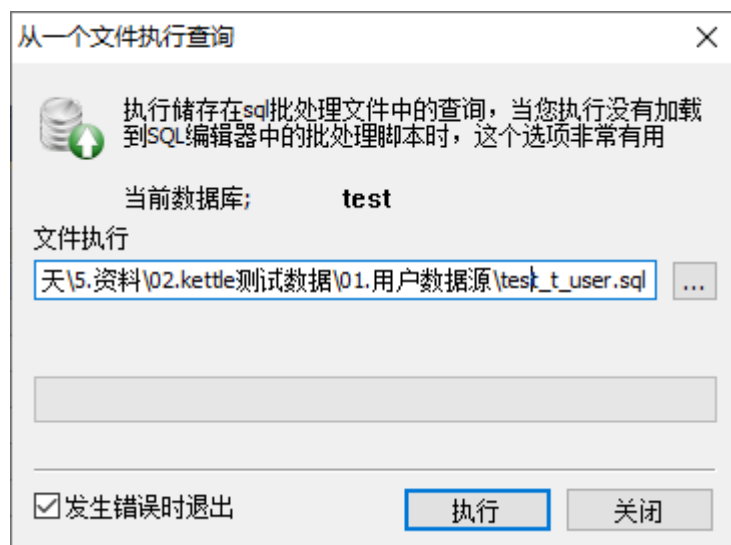 从一个文件执行查询
执行储存在sql批处理文件中的查询，当您执行没有加载
到SQL编辑器中的批处理脚本时，这个选项非常有用
当前数据库; test
文件执行
天\5.资料\02.kettle测试数据\01.用户数据源\test_t_user.sql
...
发生错误时退出
执行 关闭